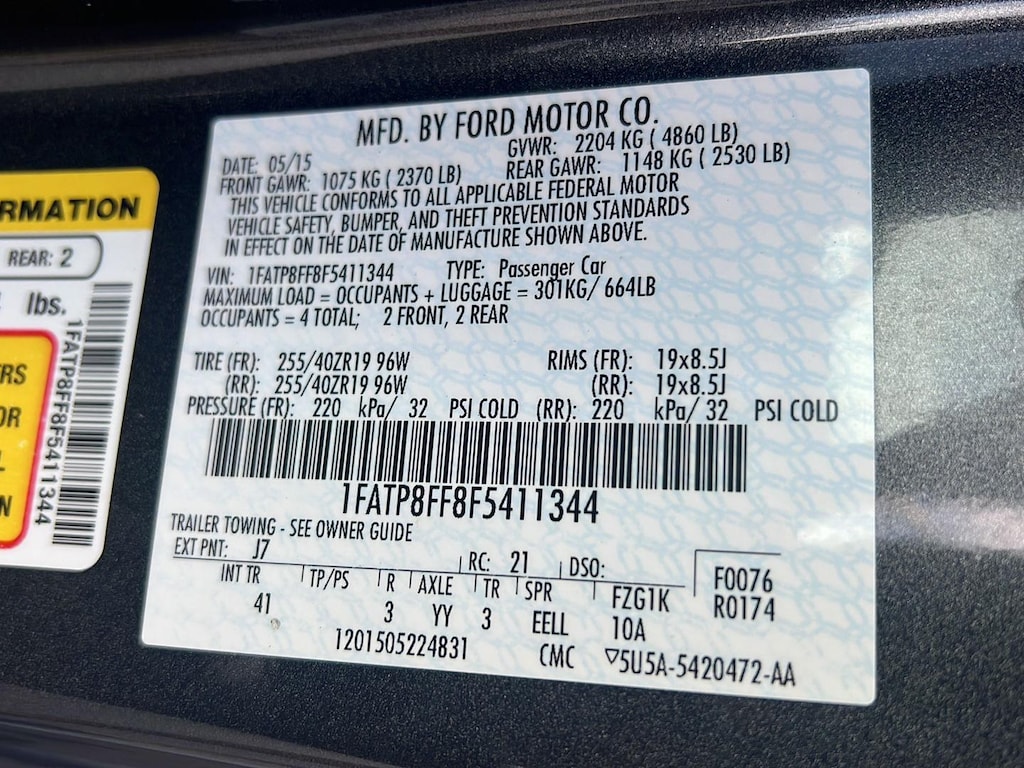 MFD. BY FORD MOTOR CO.
DATE: 05/15 GVWR: 2204 KG ( 4860 LB)
FRONT GAWR: 1075 KG ( 2370 LB) REAR GAWR: 1148 KG ( 2530 LB)
THIS VEHICLE CONFORMS TO ALL APPLICABLE FEDERAL MOTOR
VEHICLE SAFETY, BUMPER, AND THEFT PREVENTION STANDARDS
IN EFFECT ON THE DATE OF MANUFACTURE SHOWN ABOVE.
VIN: 1FATP8FF8F5411344 TYPE: Passenger Car
MAXIMUM LOAD = OCCUPANTS + LUGGAGE = 301KG/ 664LB
OCCUPANTS = 4 TOTAL; 2 FRONT, 2 REAR
TIRE (FR): 255/40ZR19 96W RIMS (FR): 19x8.5J
(RR): 255/40ZR19 96W (RR): 19x8.5J
PRESSURE (FR): 220 kPa/ 32 PSI COLD (RR): 220 kPa/ 32 PSI COLD
1FATP8FF8F5411344
TRAILER TOWING - SEE OWNER GUIDE
EXT PNT: J7 RC: 21 DSO: F0076
INT TR TP/PS R AXLE TR SPR FZG1K R0174
41 3 YY 3 EELL 10A
1201505224831 CMC ▽5U5A-5420472-AA
RMATION
REAR: 2
lbs.
1FATP8FF8F5411344
RS
OR
L
N